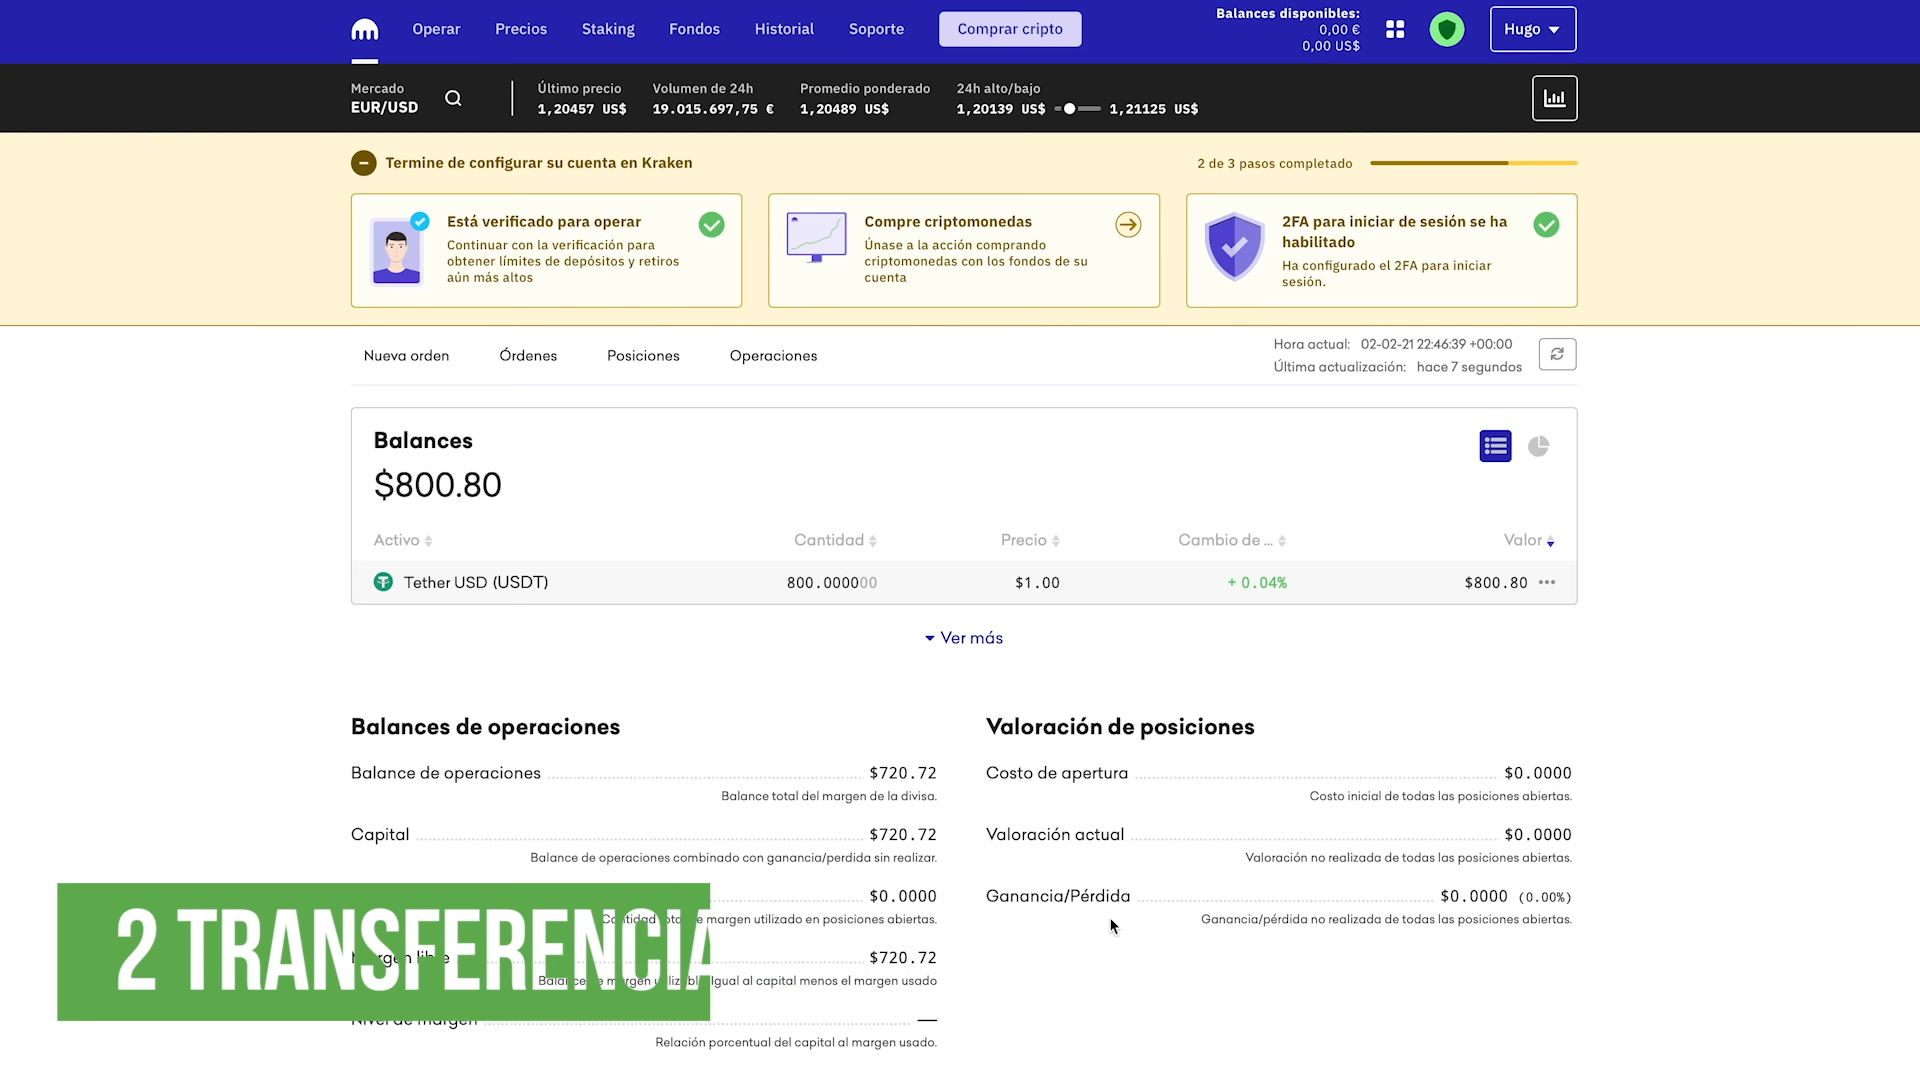 Operar Precios Staking Fondos Historial Soporte Comprar cripto
Balances disponibles:
0,00 €
0,00 US$
Hugo
Mercado
EUR/USD
Último precio
1,20457 US$
Volumen de 24h
19.015.697,75 €
Promedio ponderado
1,20489 US$
24h alto/bajo
1,20139 US$ 1,21125 US$
Termine de configurar su cuenta en Kraken
2 de 3 pasos completado
Está verificado para operar
Continuar con la verificación para
obtener límites de depósitos y retiros
aún más altos
Compre criptomonedas
Únase a la acción comprando
criptomonedas con los fondos de su
cuenta
2FA para iniciar de sesión se ha
habilitado
Ha configurado el 2FA para iniciar
sesión.
Nueva orden Órdenes Posiciones Operaciones
Hora actual: 02-02-21 22:46:39 +00:00
Última actualización: hace 7 segundos
Balances
$800.80
Activo Cantidad Precio Cambio de ... Valor
Tether USD (USDT) 800.00000000 $1.00 + 0.04% $800.80
Ver más
Balances de operaciones
Balance de operaciones $720.72
Balance total del margen de la divisa.
Capital $720.72
Balance de operaciones combinado con ganancia/perdida sin realizar.
$0.0000
margen utilizado en posiciones abiertas.
$720.72
Igual al capital menos el margen usado
Nivel de margen —
Relación porcentual del capital al margen usado.
Valoración de posiciones
Costo de apertura $0.0000
Costo inicial de todas las posiciones abiertas.
Valoración actual $0.0000
Valoración no realizada de todas las posiciones abiertas.
Ganancia/Pérdida $0.0000 (0.00%)
Ganancia/pérdida no realizada de todas las posiciones abiertas.
2 TRANSFERENCIA